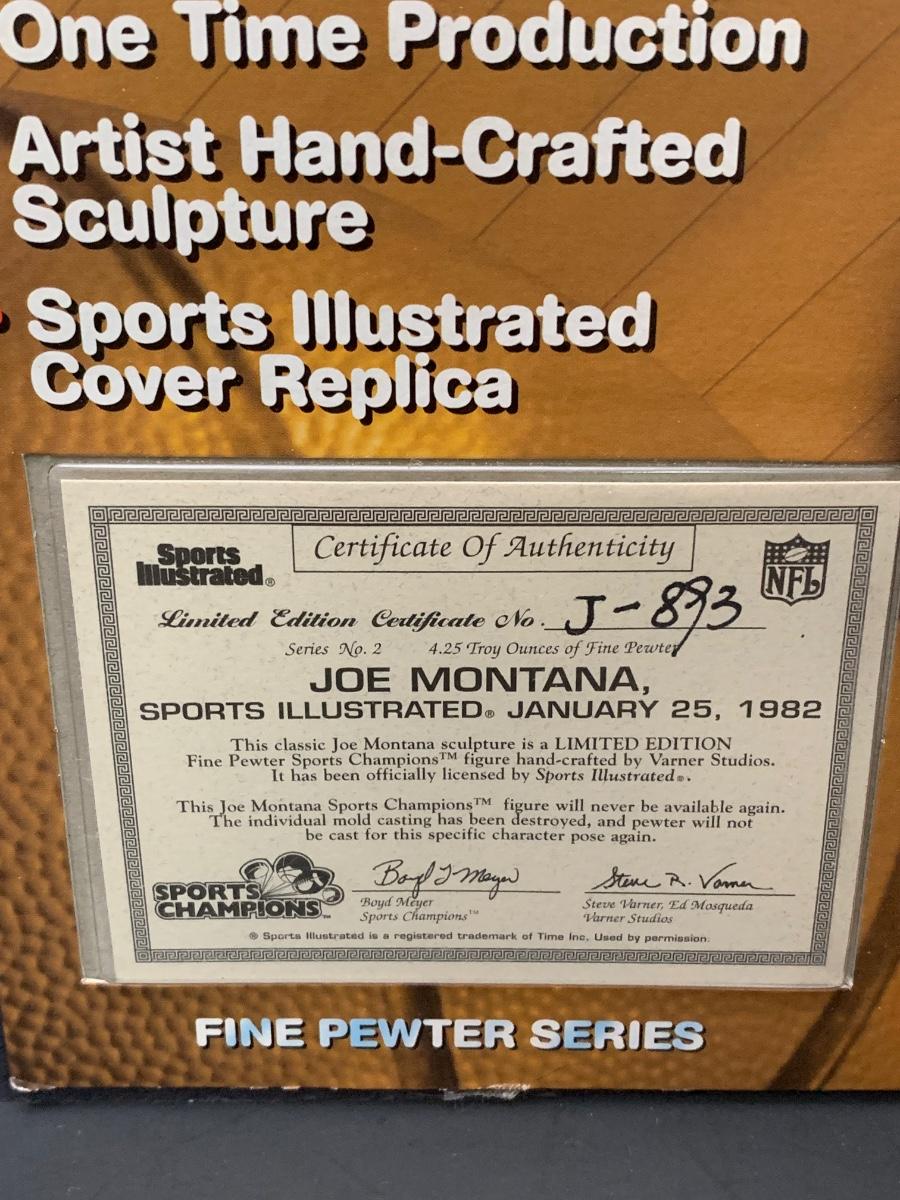 One Time Production
Artist Hand-Crafted
Sculpture
Sports Illustrated
Cover Replica
Sports Illustrated®
Certificate Of Authenticity
NFL
Limited Edition Certificate No. J-893
Series No. 2 4.25 Troy Ounces of Fine Pewter
JOE MONTANA,
SPORTS ILLUSTRATED® JANUARY 25, 1982
This classic Joe Montana sculpture is a LIMITED EDITION
Fine Pewter Sports Champions™ figure hand-crafted by Varner Studios.
It has been officially licensed by Sports Illustrated®.
This Joe Montana Sports Champions™ figure will never be available again.
The individual mold casting has been destroyed, and pewter will not
be cast for this specific character pose again.
SPORTS
CHAMPIONS™
Boyd J Meyer
Boyd Meyer
Sports Champions™
Steve R. Varner
Steve Varner, Ed Mosqueda
Varner Studios
® Sports Illustrated is a registered trademark of Time Inc. Used by permission.
FINE PEWTER SERIES